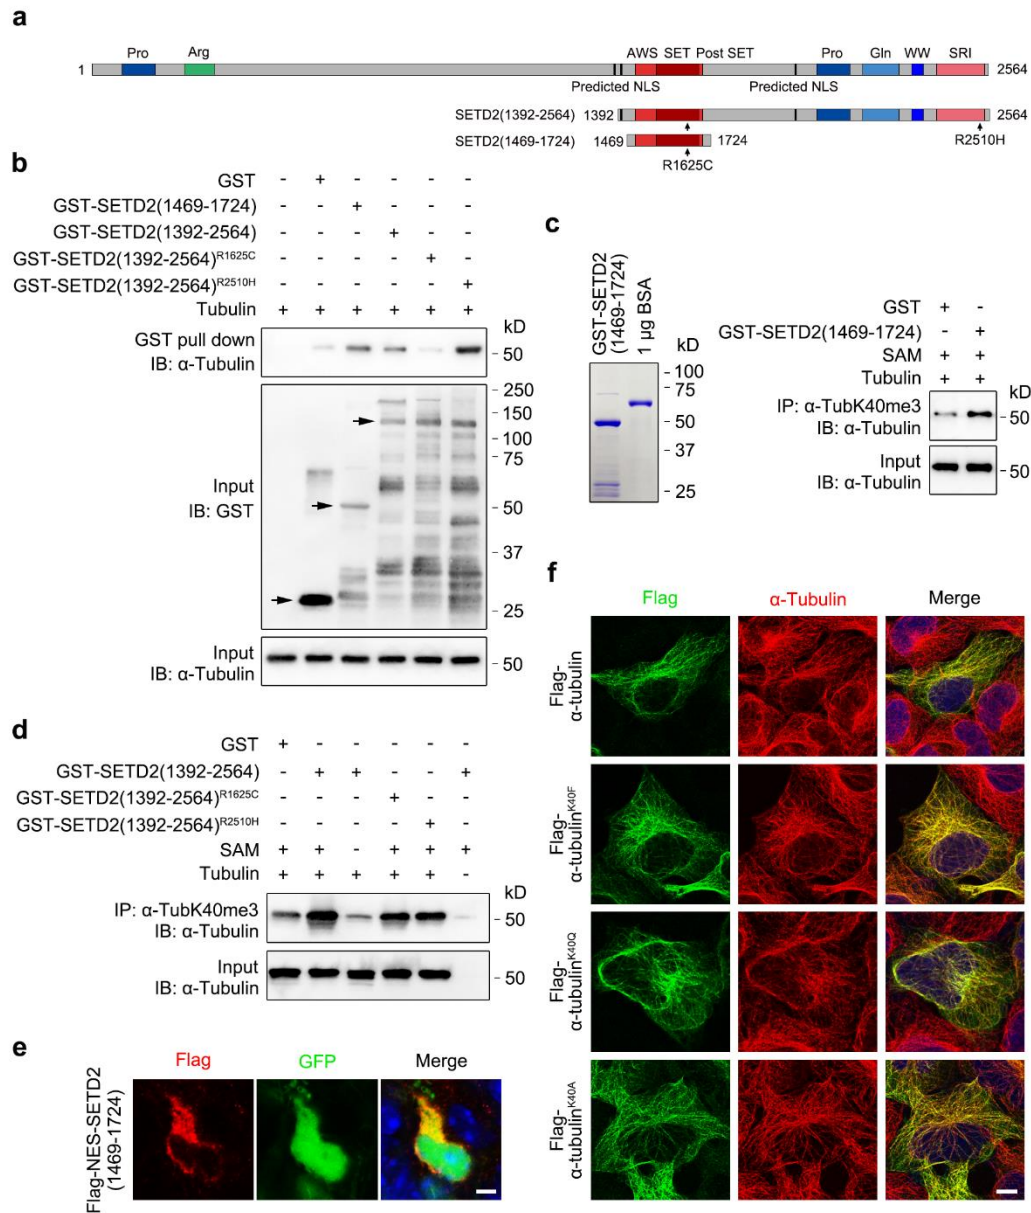 a
Pro Arg AWS SET Post SET Pro Gln WW SRI
1 2564
Predicted NLS Predicted NLS
SETD2(1392-2564) 1392 2564
SETD2(1469-1724) 1469 1724 R2510H
R1625C
b
GST - + - - - -
GST-SETD2(1469-1724) - - + - - -
GST-SETD2(1392-2564) - - - + - -
GST-SETD2(1392-2564)R1625C - - - - + -
GST-SETD2(1392-2564)R2510H - - - - - +
Tubulin + + + + + +
kD
GST pull down
IB: α-Tubulin
- 50
250
150
100
75
50
37
25
Input
IB: GST
Input
IB: α-Tubulin
- 50
c
GST-SETD2
(1469-1724)
1 µg BSA
kD
- 100
- 75
- 50
- 37
- 25
GST + -
GST-SETD2(1469-1724) - +
SAM + +
Tubulin + +
kD
IP: α-TubK40me3
IB: α-Tubulin
50
Input
IB: α-Tubulin
50
d
GST + - - - - -
GST-SETD2(1392-2564) - + + - - +
GST-SETD2(1392-2564)R1625C - - - + - -
GST-SETD2(1392-2564)R2510H - - - - + -
SAM + + - + + +
Tubulin + + + + + -
kD
IP: α-TubK40me3
IB: α-Tubulin
- 50
Input
IB: α-Tubulin
- 50
e
Flag GFP Merge
Flag-NES-SETD2
(1469-1724)
f
Flag α-Tubulin Merge
Flag-
α-tubulin
Flag-
α-tubulinK40F
Flag-
α-tubulinK40Q
Flag-
α-tubulinK40A